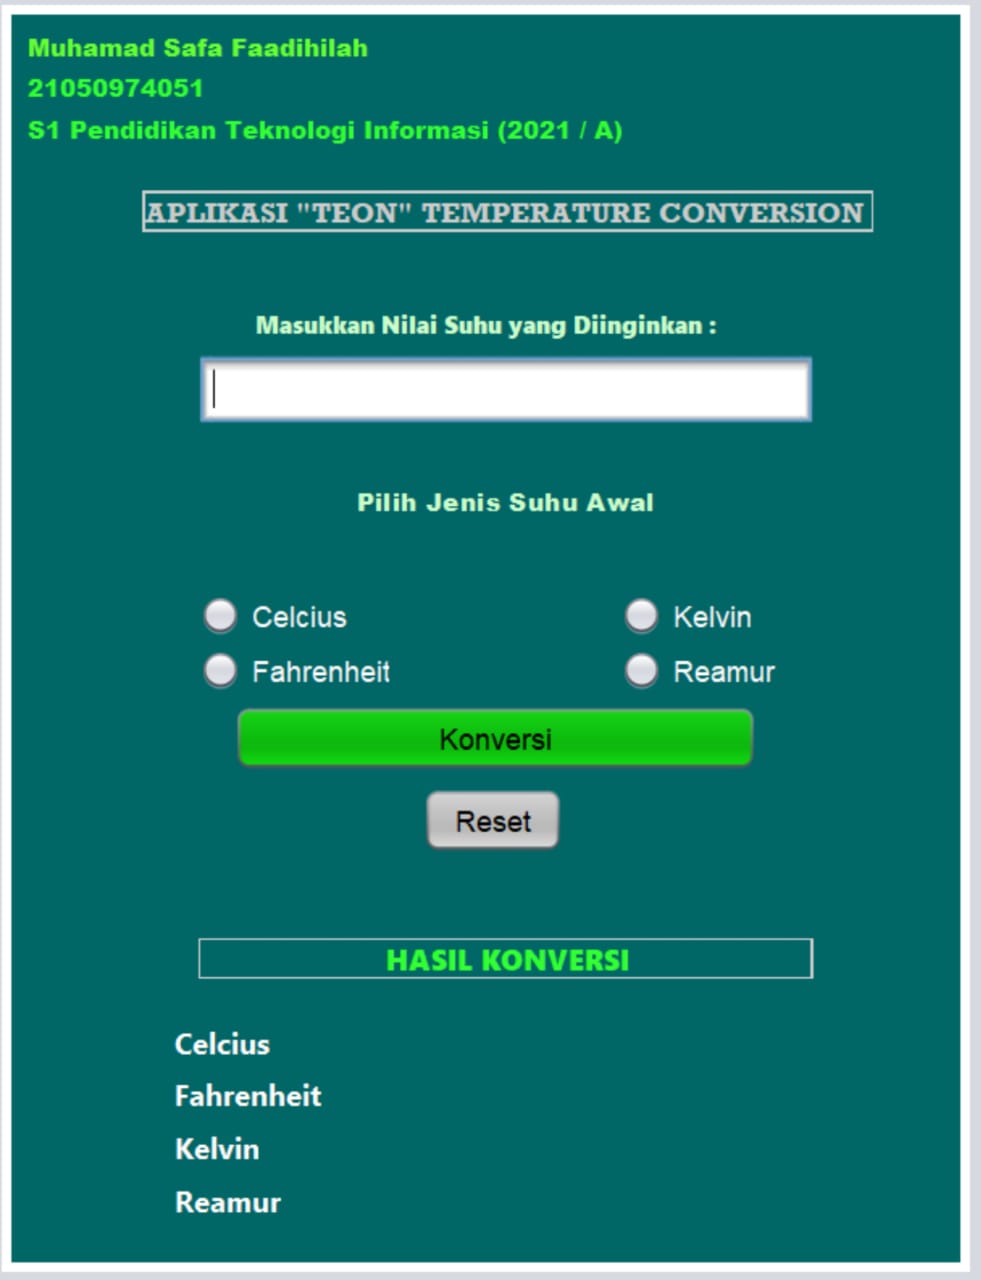 Muhamad Safa Faadihilah
21050974051
S1 Pendidikan Teknologi Informasi (2021 / A)
APLIKASI "TEON" TEMPERATURE CONVERSION
Masukkan Nilai Suhu yang Diinginkan :
Pilih Jenis Suhu Awal
Celcius Kelvin
Fahrenheit Reamur
Konversi
Reset
HASIL KONVERSI
Celcius
Fahrenheit
Kelvin
Reamur